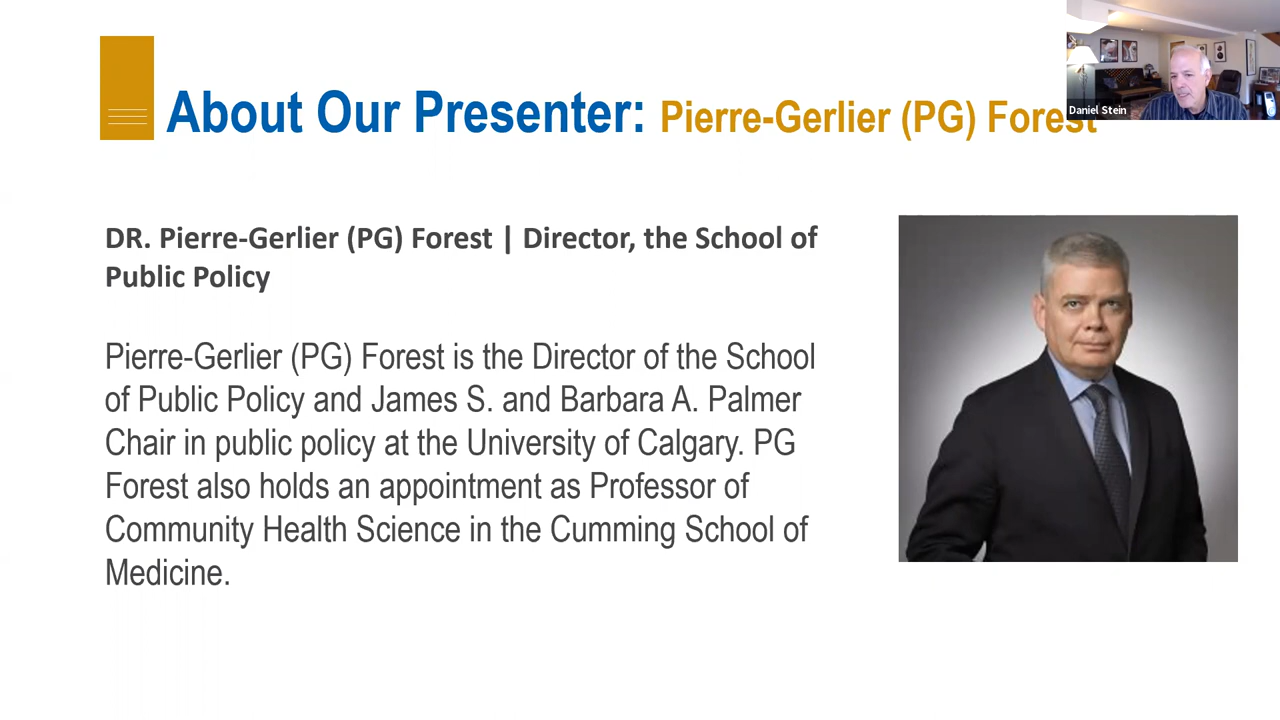 About Our Presenter: Pierre-Gerlier (PG) Forest
Daniel Stein
DR. Pierre-Gerlier (PG) Forest | Director, the School of
Public Policy
Pierre-Gerlier (PG) Forest is the Director of the School
of Public Policy and James S. and Barbara A. Palmer
Chair in public policy at the University of Calgary. PG
Forest also holds an appointment as Professor of
Community Health Science in the Cumming School of
Medicine.